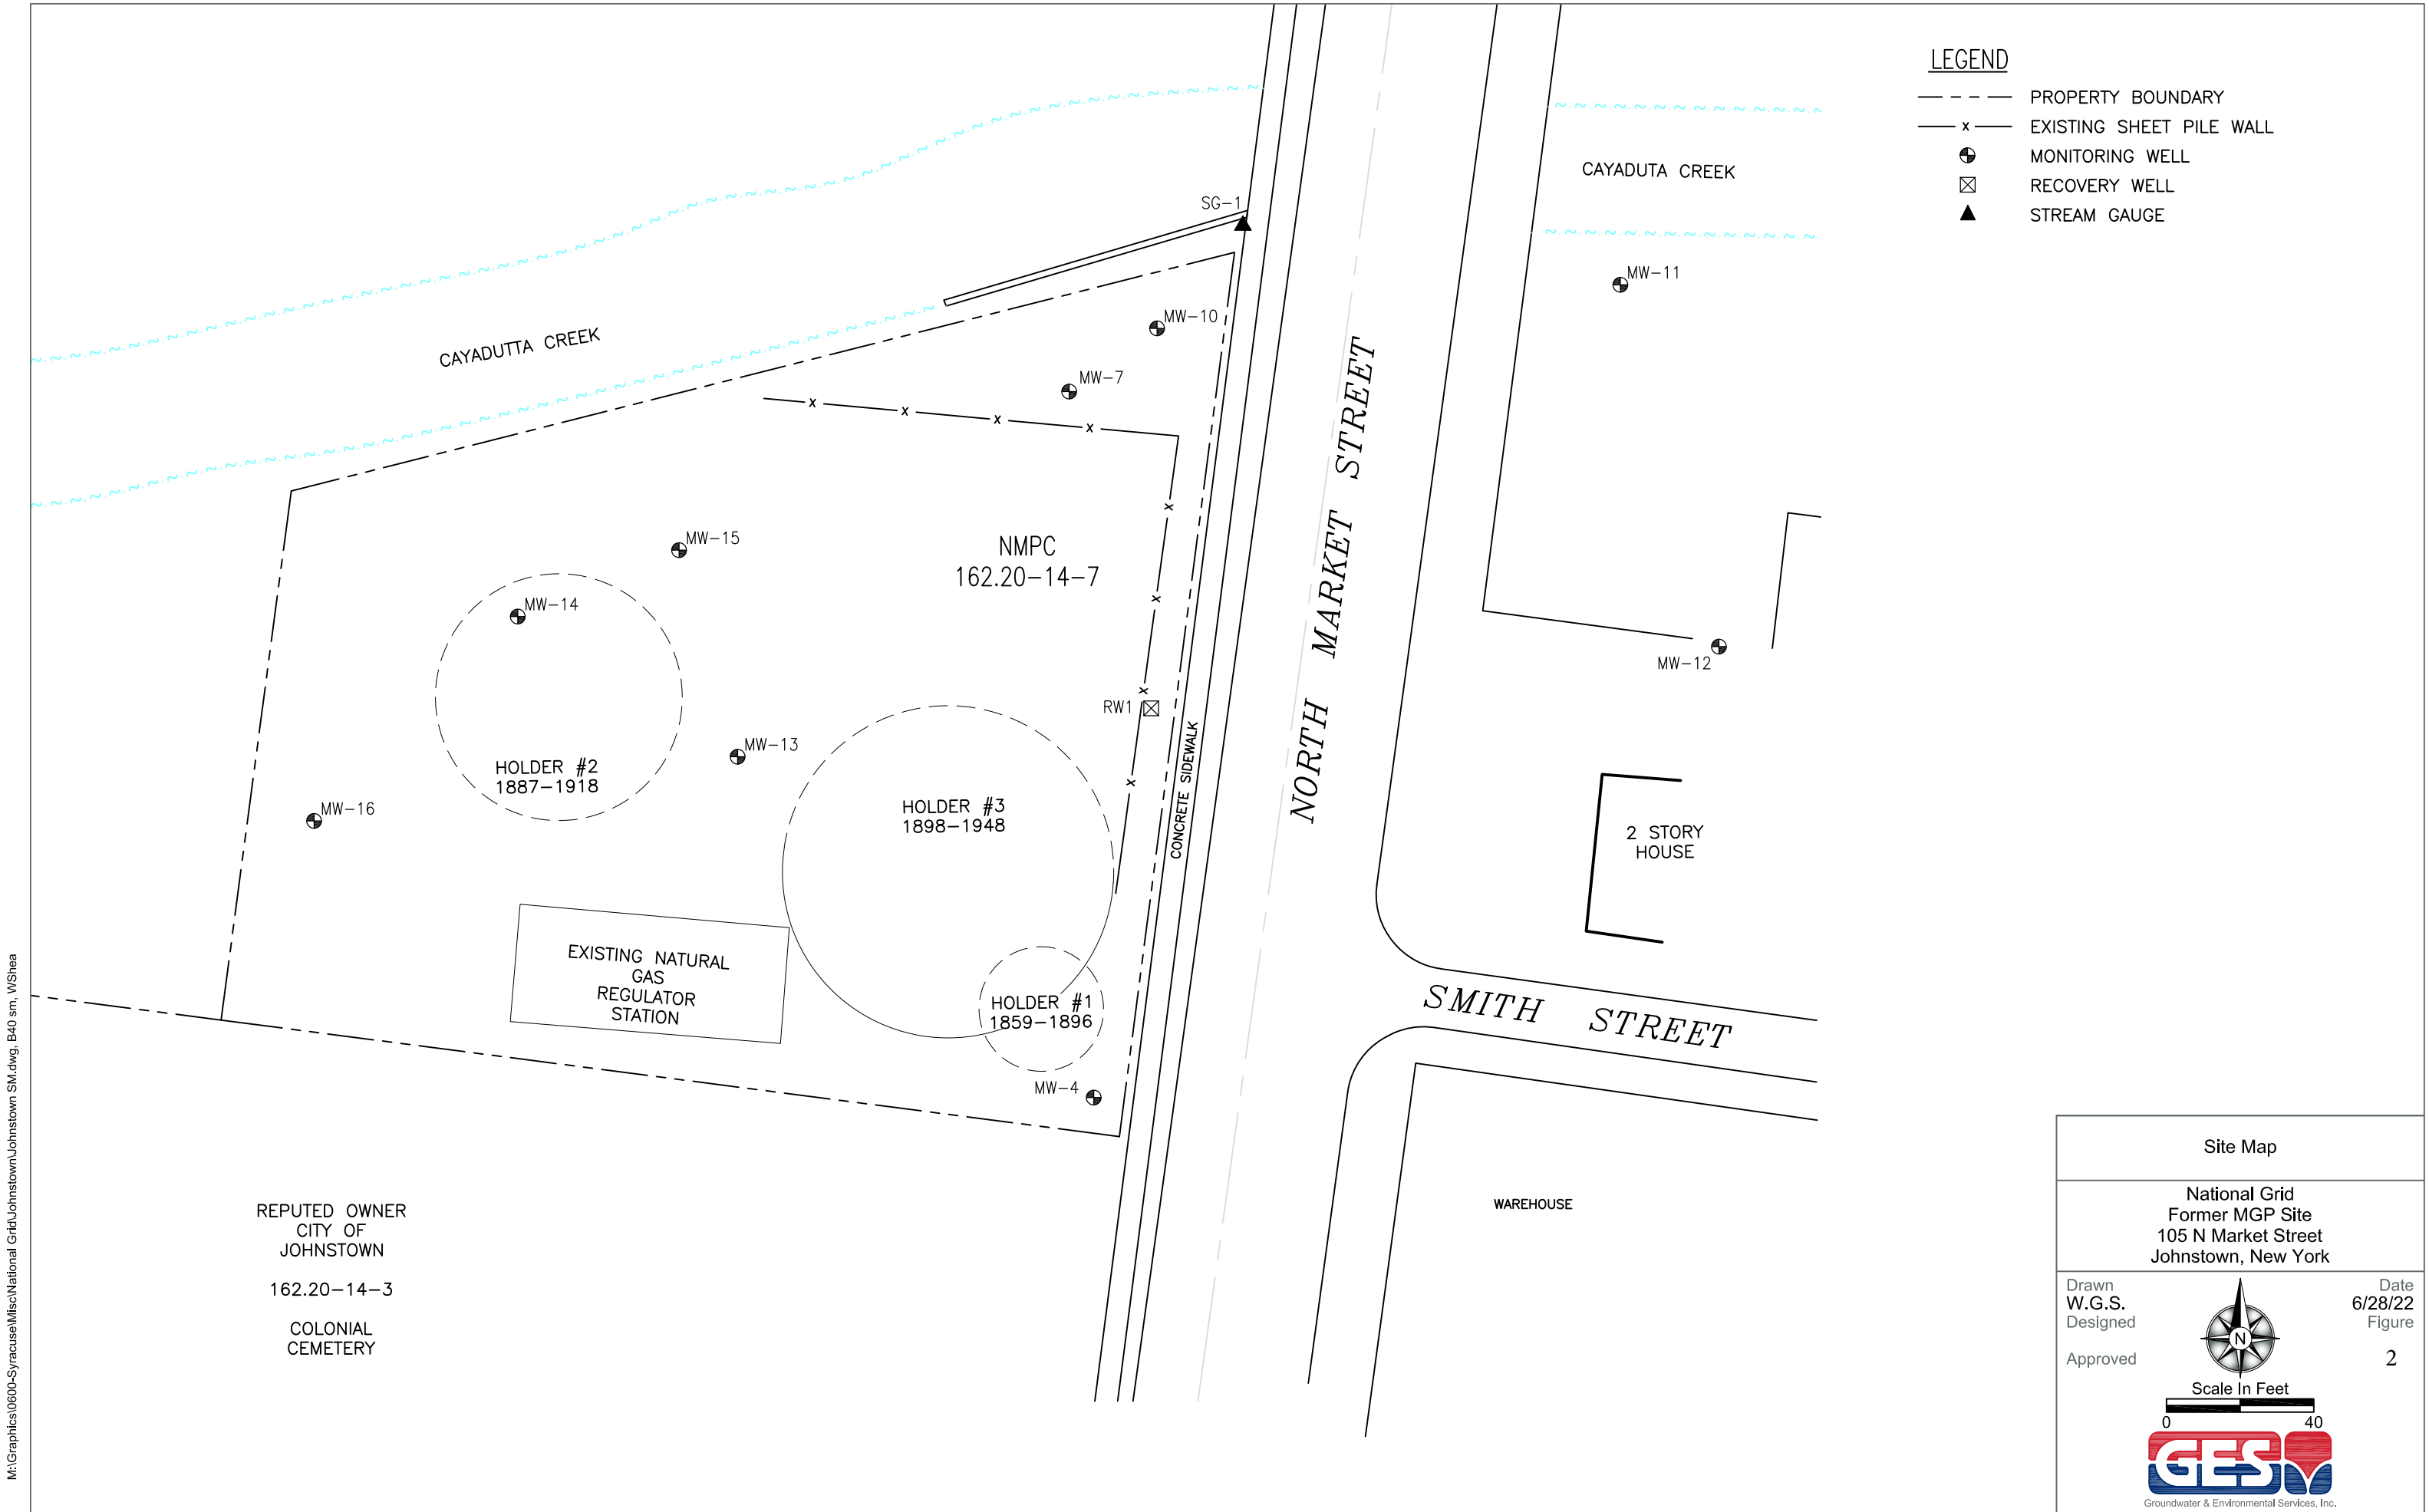 LEGEND
PROPERTY BOUNDARY
x EXISTING SHEET PILE WALL
MONITORING WELL
RECOVERY WELL
STREAM GAUGE
CAYADUTA CREEK
SG-1
MW-11
MW-10
CAYADUTTA CREEK
MW-7
x x x x
NORTH MARKET STREET
x
MW-15
NMPC
162.20-14-7
x
MW-14
MW-12
x
RW1
MW-13
CONCRETE SIDEWALK
HOLDER #2
1887-1918
x
MW-16
HOLDER #3
1898-1948
2 STORY
HOUSE
EXISTING NATURAL
GAS
REGULATOR
STATION
HOLDER #1
1859-1896
SMITH STREET
MW-4
REPUTED OWNER
CITY OF
JOHNSTOWN
162.20-14-3
COLONIAL
CEMETERY
WAREHOUSE
M:\Graphics\0600-Syracuse\Misc\National Grid\Johnstown\Johnstown SM.dwg, B40 sm, WShea
Site Map
National Grid
Former MGP Site
105 N Market Street
Johnstown, New York
Drawn
W.G.S.
Designed
Approved
N
Date
6/28/22
Figure
2
Scale In Feet
0 40
GES
Groundwater & Environmental Services, Inc.